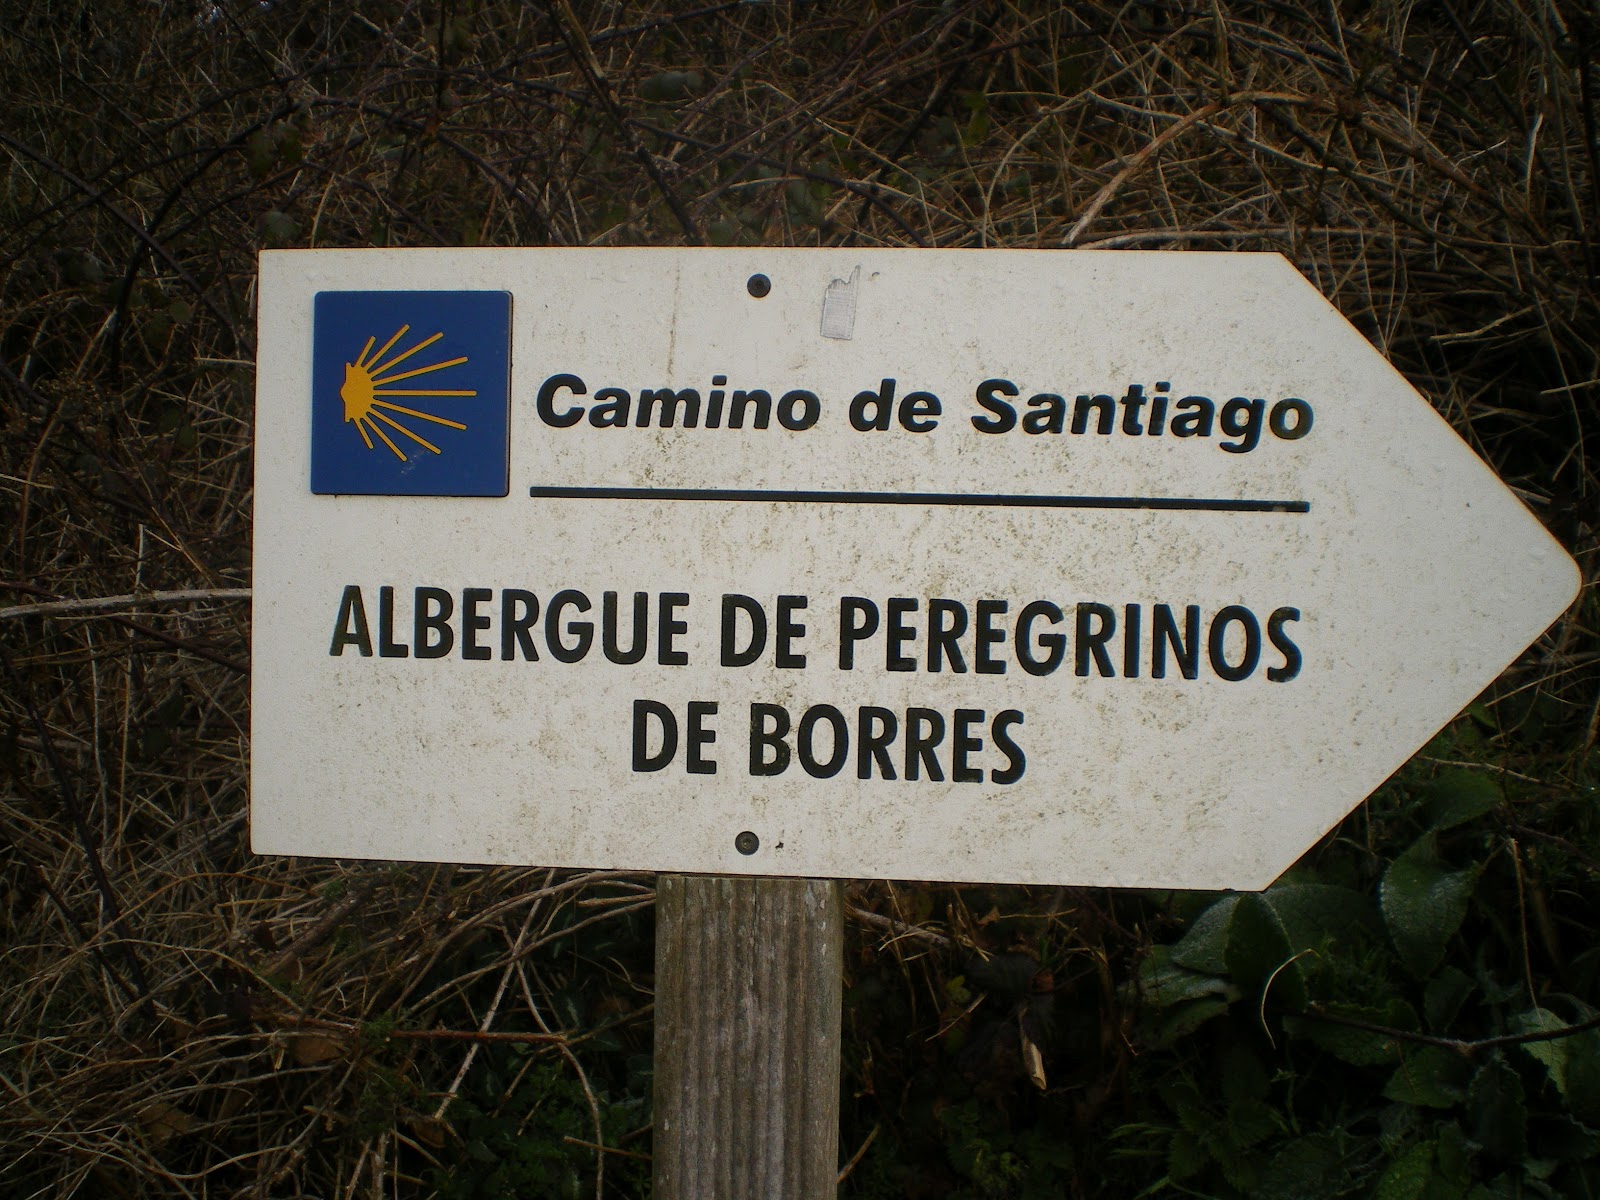 Camino de Santiago
ALBERGUE DE PEREGRINOS
DE BORRES